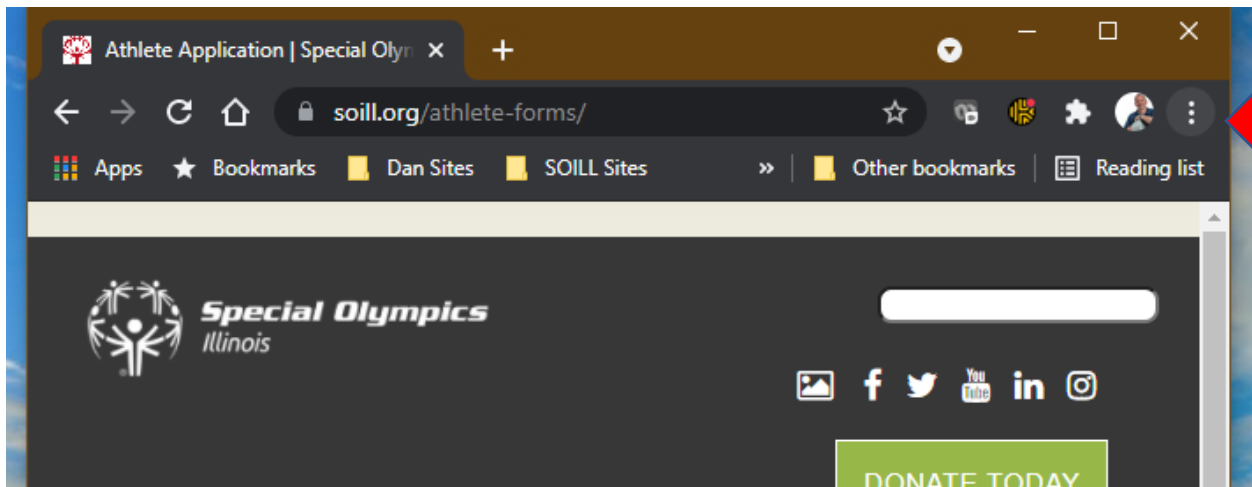 Athlete Application | Special Olyn
soill.org/athlete-forms/
Apps Bookmarks Dan Sites SOILL Sites » Other bookmarks Reading list
Special Olympics
Illinois
f You Tube in
DONATE TODAY